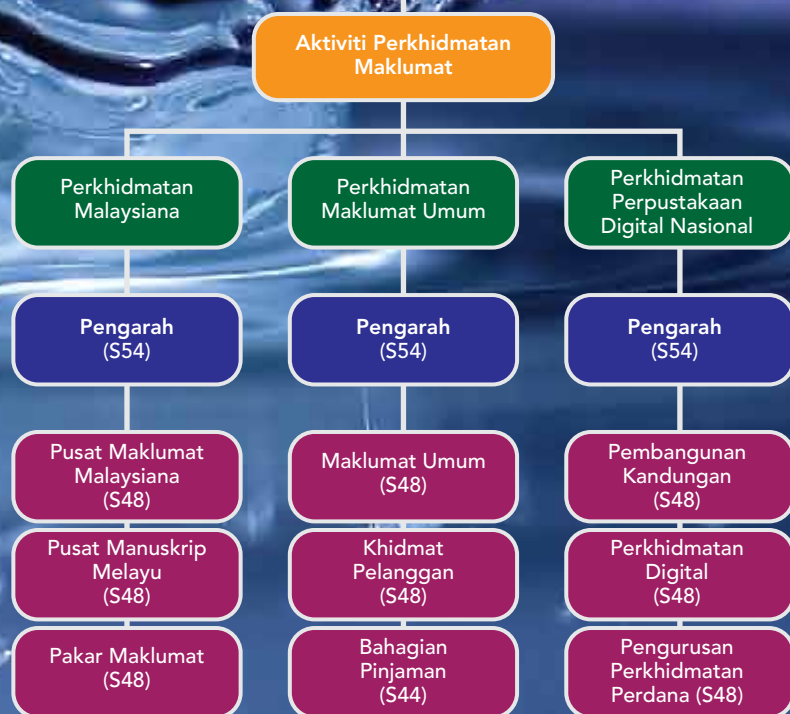 Aktiviti Perkhidmatan
Maklumat
Perkhidmatan
Malaysiana
Perkhidmatan
Maklumat Umum
Perkhidmatan
Perpustakaan
Digital Nasional
Pengarah
(S54)
Pengarah
(S54)
Pengarah
(S54)
Pusat Maklumat
Malaysiana
(S48)
Maklumat Umum
(S48)
Pembangunan
Kandungan
(S48)
Pusat Manuskrip
Melayu
(S48)
Khidmat
Pelanggan
(S48)
Perkhidmatan
Digital
(S48)
Pakar Maklumat
(S48)
Bahagian
Pinjaman
(S44)
Pengurusan
Perkhidmatan
Perdana (S48)